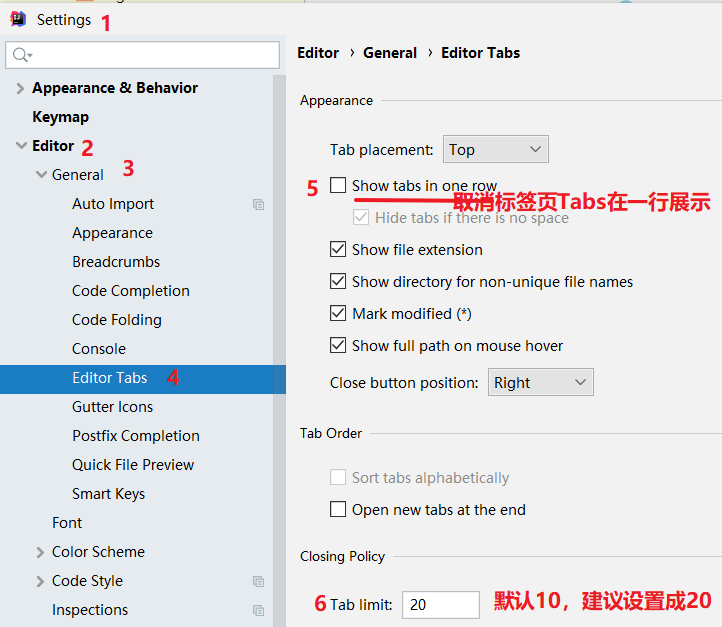 Settings 1
Editor › General › Editor Tabs
Appearance & Behavior
Keymap
Editor 2
General 3
Auto Import
Appearance
Breadcrumbs
Code Completion
Code Folding
Console
Editor Tabs 4
Gutter Icons
Postfix Completion
Quick File Preview
Smart Keys
Font
Color Scheme
Code Style
Inspections
Appearance
Tab placement: Top
5 Show tabs in one row
取消标签页Tabs在一行展示
Hide tabs if there is no space
Show file extension
Show directory for non-unique file names
Mark modified (*)
Show full path on mouse hover
Close button position: Right
Tab Order
Sort tabs alphabetically
Open new tabs at the end
Closing Policy
6 Tab limit: 20 默认10，建议设置成20